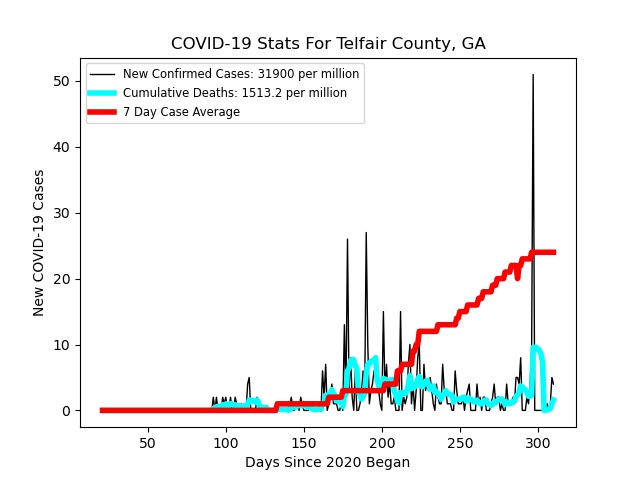 COVID-19 Stats For Telfair County, GA
New Confirmed Cases: 31900 per million
Cumulative Deaths: 1513.2 per million
7 Day Case Average
New COVID-19 Cases
50
40
30
20
10
0
50 100 150 200 250 300
Days Since 2020 Began